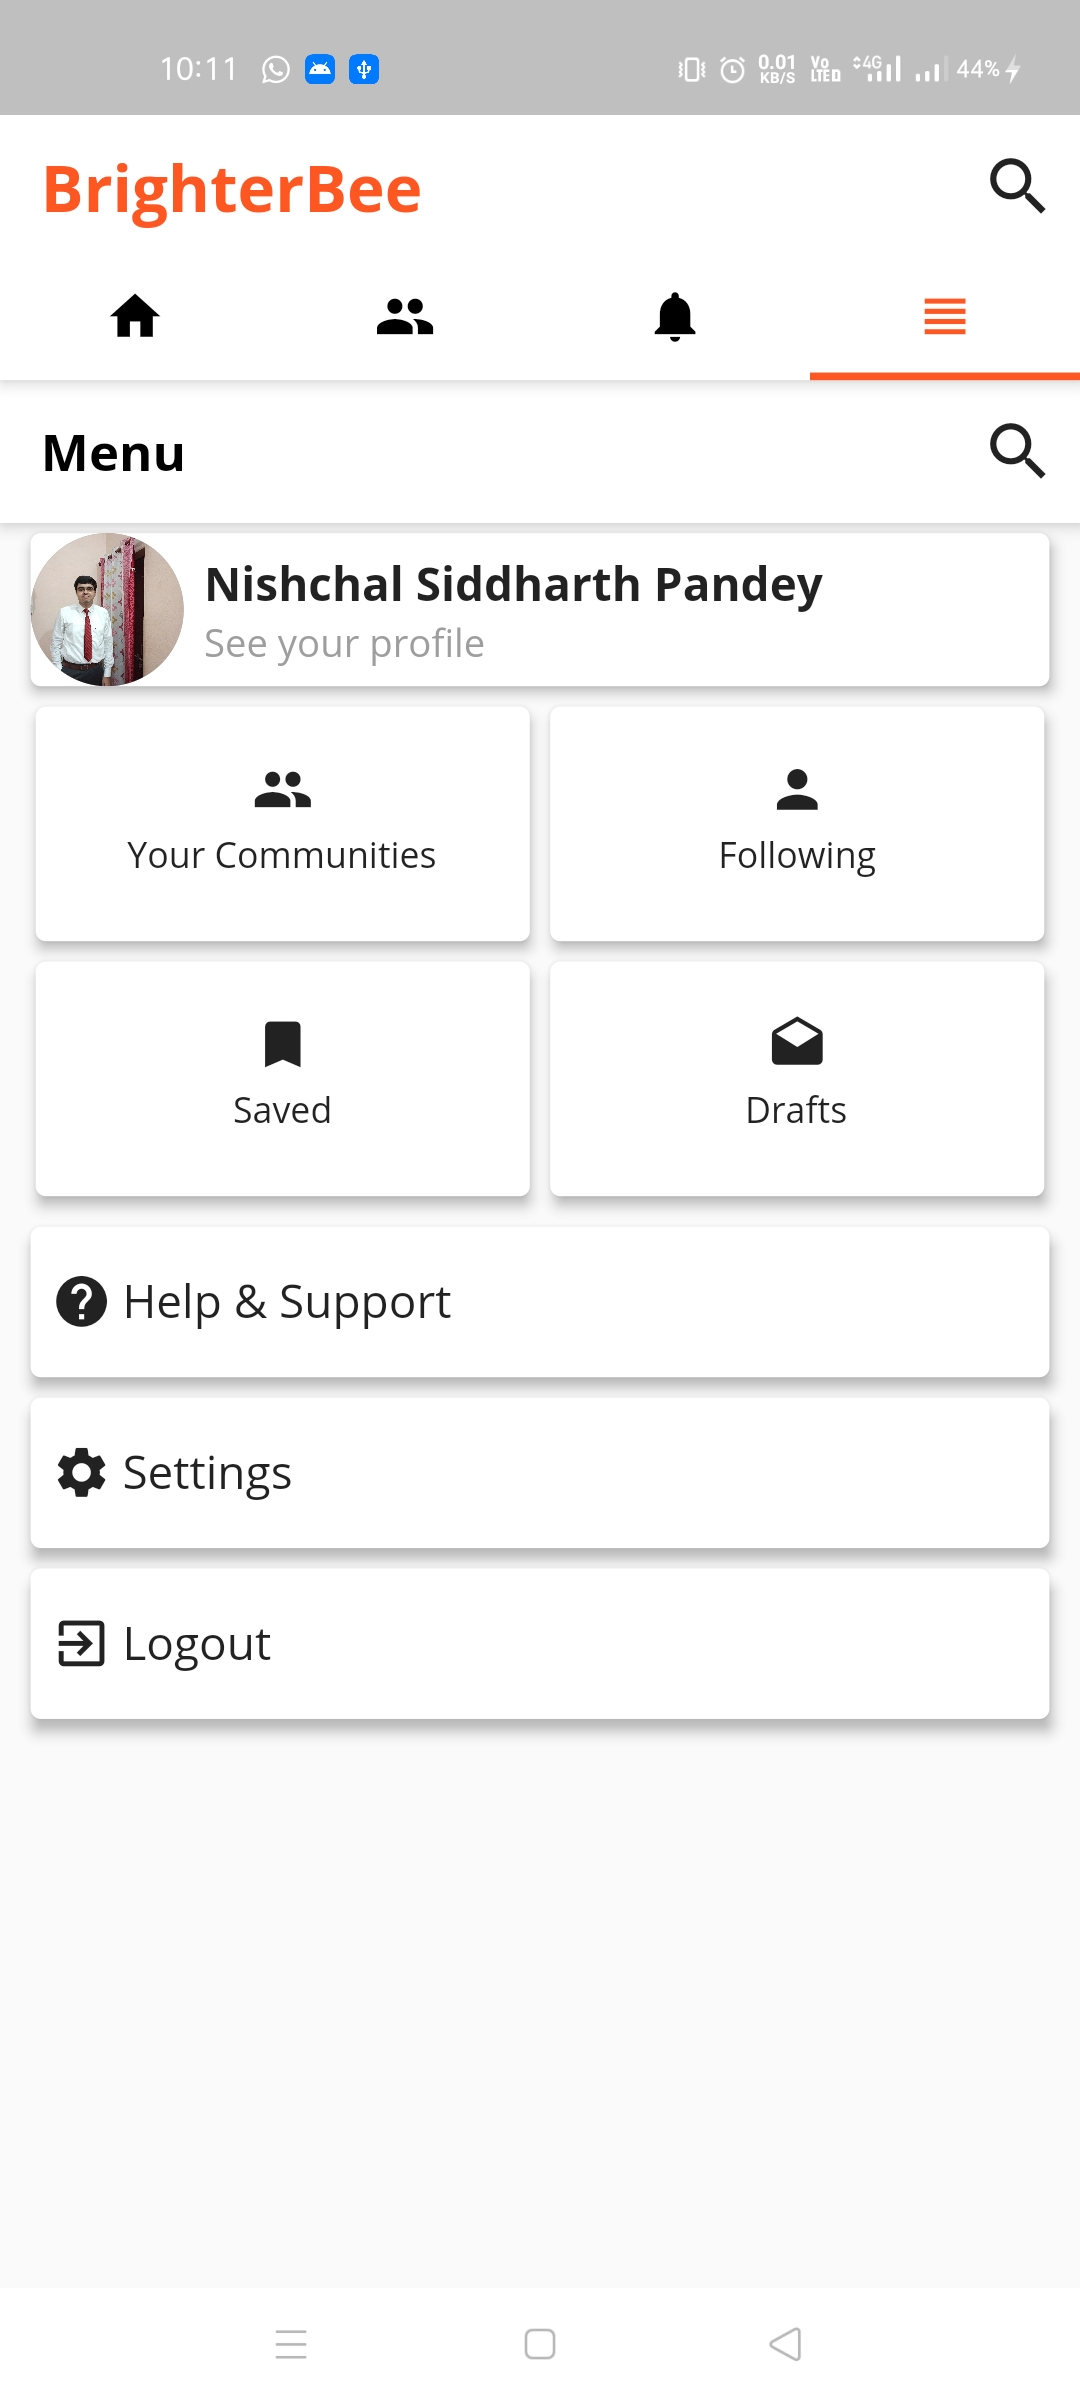 10:11 0.01 KB/S Vo LTE D 4G 44%
BrighterBee
Menu
Nishchal Siddharth Pandey
See your profile
Your Communities
Following
Saved
Drafts
Help & Support
Settings
Logout